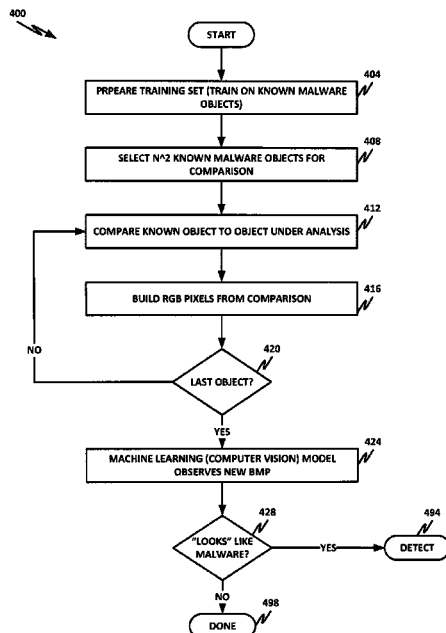 400
START
404
PRPEARE TRAINING SET (TRAIN ON KNOWN MALWARE
OBJECTS)
408
SELECT N^2 KNOWN MALWARE OBJECTS FOR
COMPARISON
412
COMPARE KNOWN OBJECT TO OBJECT UNDER ANALYSIS
416
BUILD RGB PIXELS FROM COMPARISON
NO
420
LAST OBJECT?
YES
424
MACHINE LEARNING (COMPUTER VISION) MODEL
OBSERVES NEW BMP
428
"LOOKS" LIKE
MALWARE?
YES
494
DETECT
NO
498
DONE